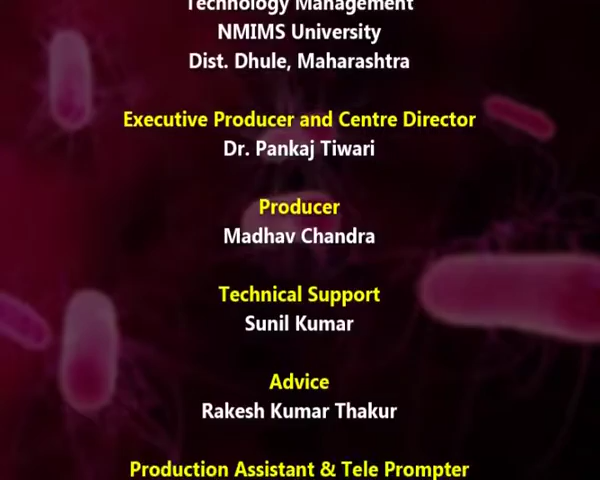 Technology Management
NMIMS University
Dist. Dhule, Maharashtra
Executive Producer and Centre Director
Dr. Pankaj Tiwari
Producer
Madhav Chandra
Technical Support
Sunil Kumar
Advice
Rakesh Kumar Thakur
Production Assistant & Tele Prompter